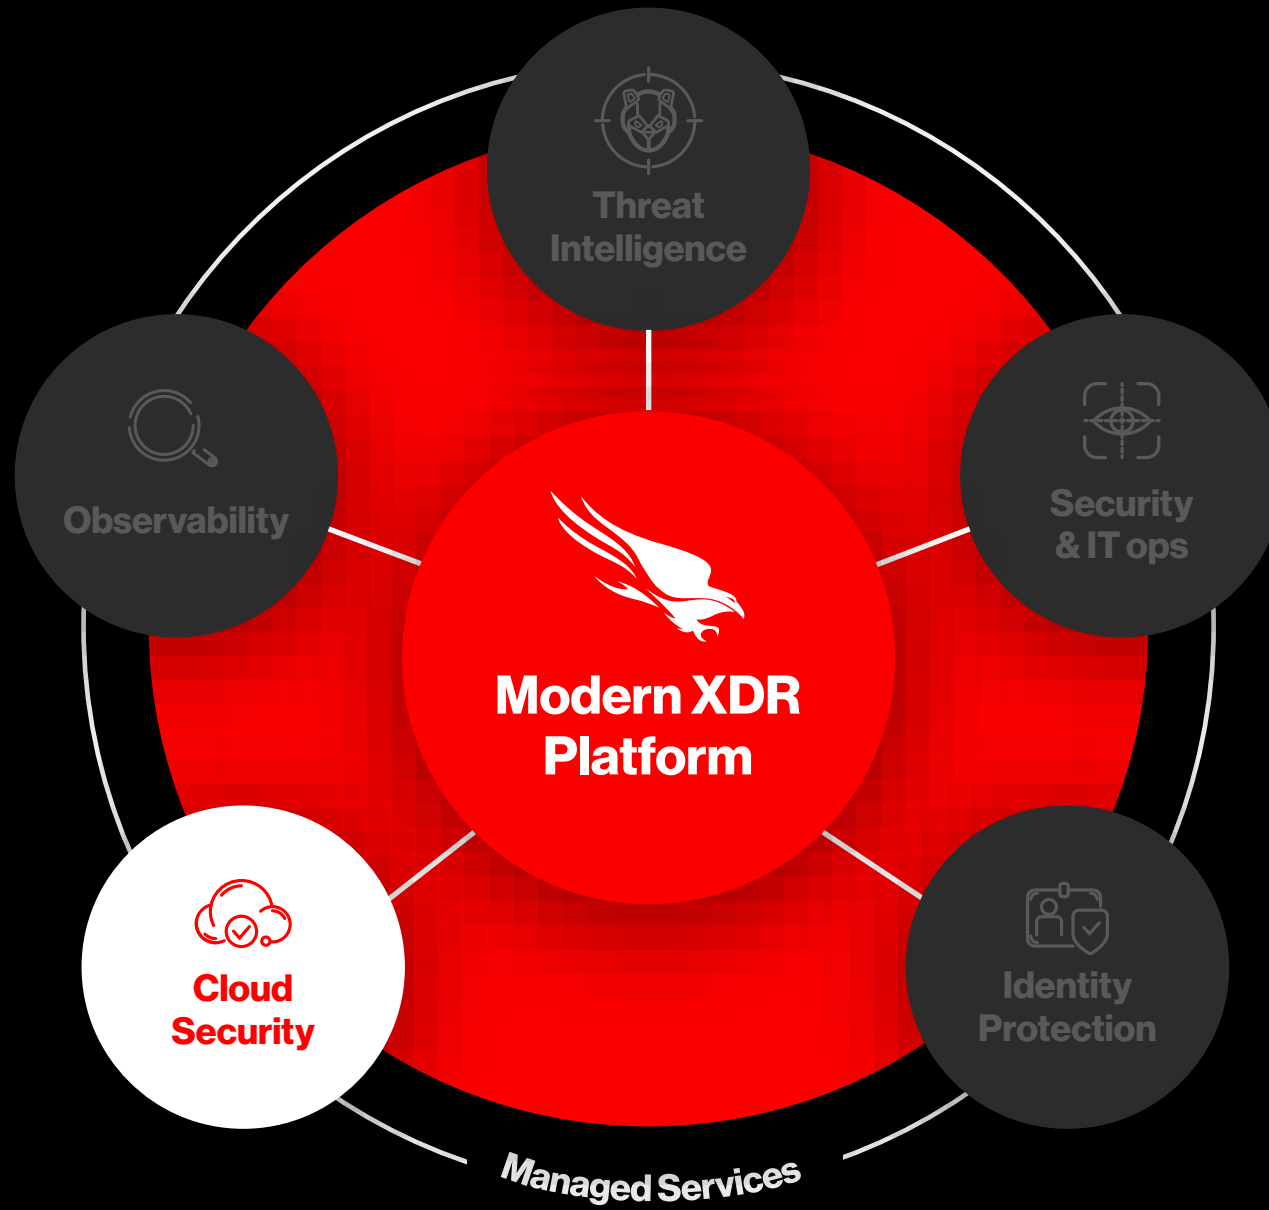 Threat
Intelligence
Observability
Security
& IT ops
Modern XDR
Platform
Cloud
Security
Identity
Protection
Managed Services